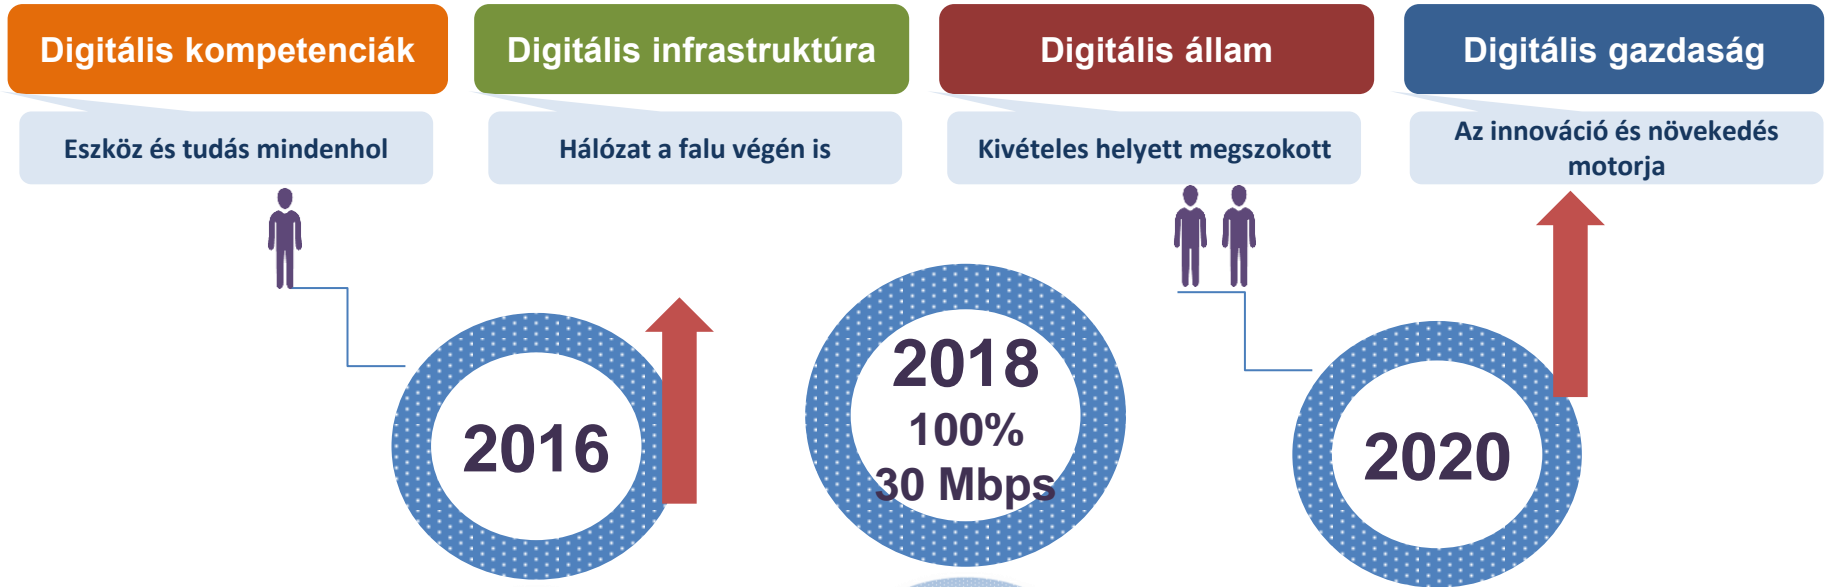 Digitális kompetenciák
Digitális infrastruktúra
Digitális állam
Digitális gazdaság
Eszköz és tudás mindenhol
Hálózat a falu végén is
Kivételes helyett megszokott
Az innováció és növekedés
motorja
2016
2018
100%
30 Mbps
2020